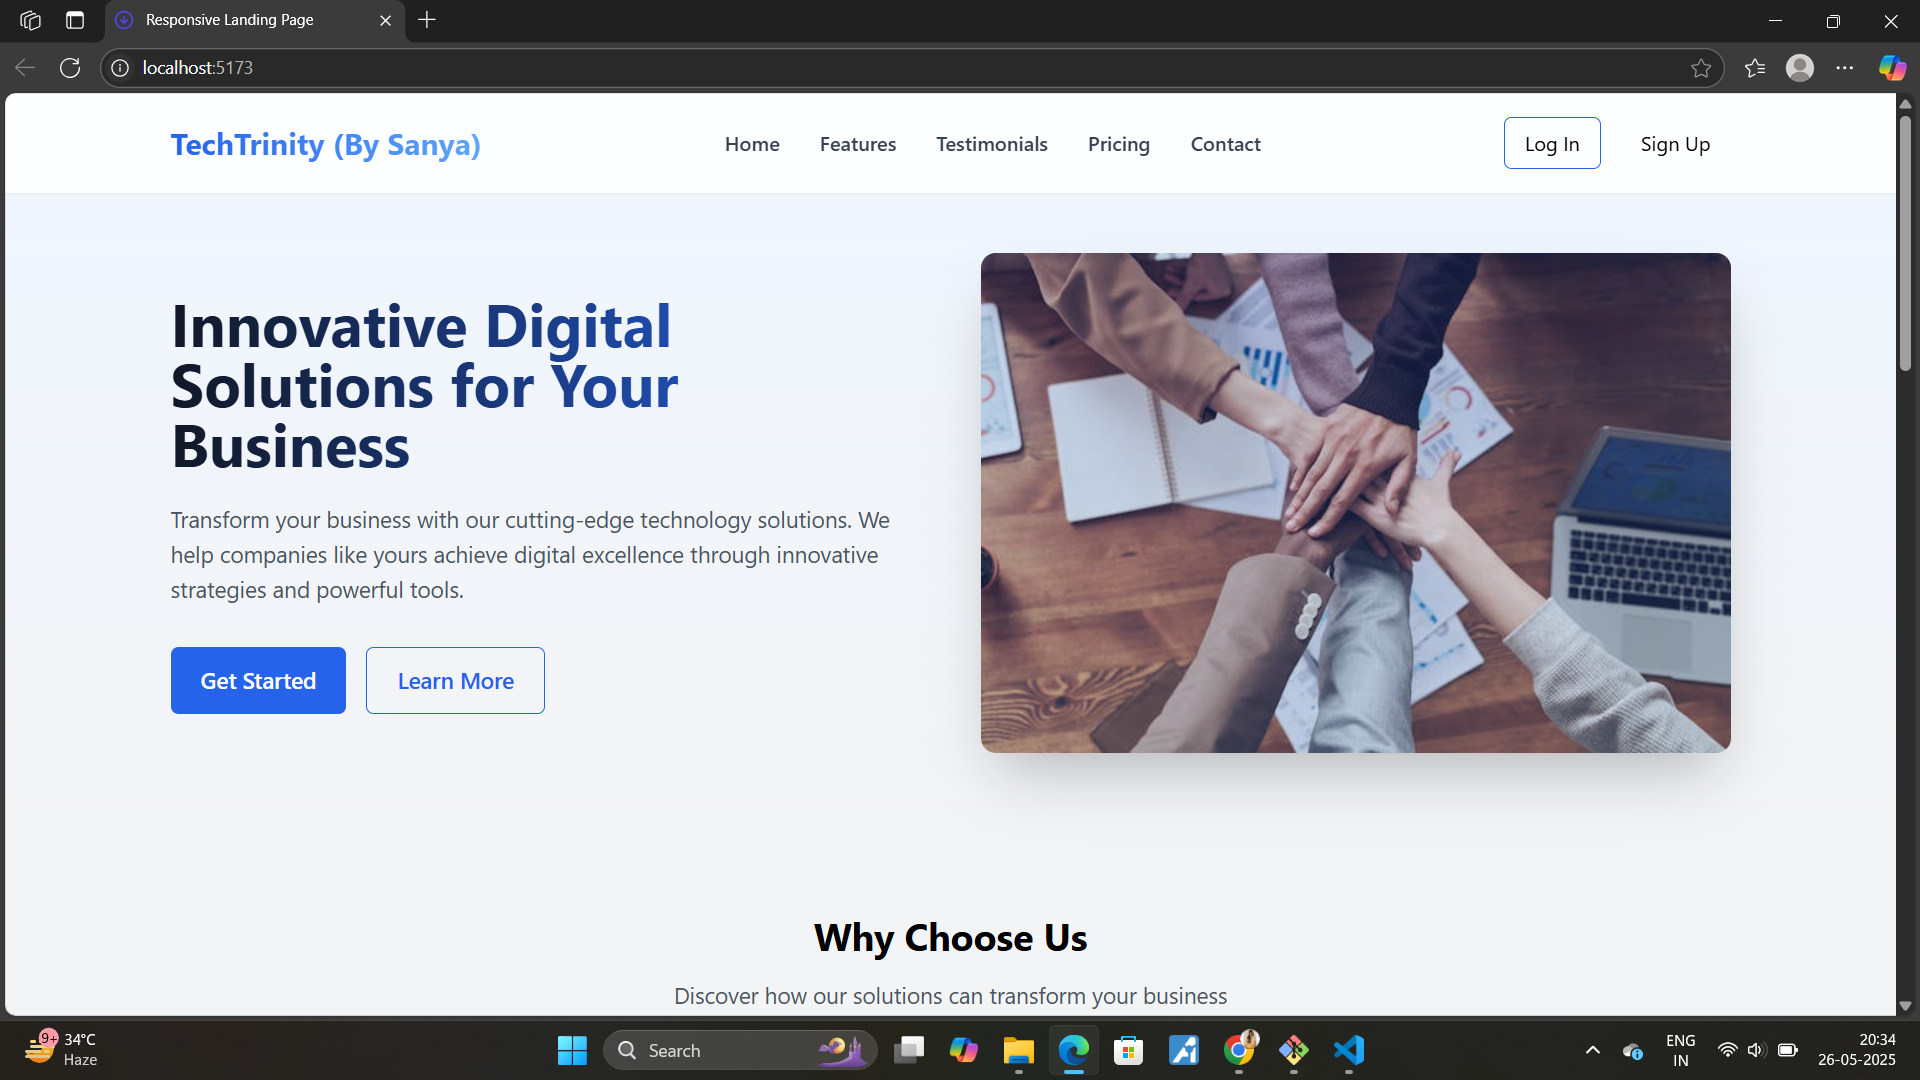 Responsive Landing Page
localhost:5173
TechTrinity (By Sanya)
Home
Features
Testimonials
Pricing
Contact
Log In
Sign Up
Innovative Digital
Solutions for Your
Business
Transform your business with our cutting-edge technology solutions. We
help companies like yours achieve digital excellence through innovative
strategies and powerful tools.
Get Started
Learn More
Why Choose Us
Discover how our solutions can transform your business
9+
34°C
Haze
Search
ENG
IN
20:34
26-05-2025